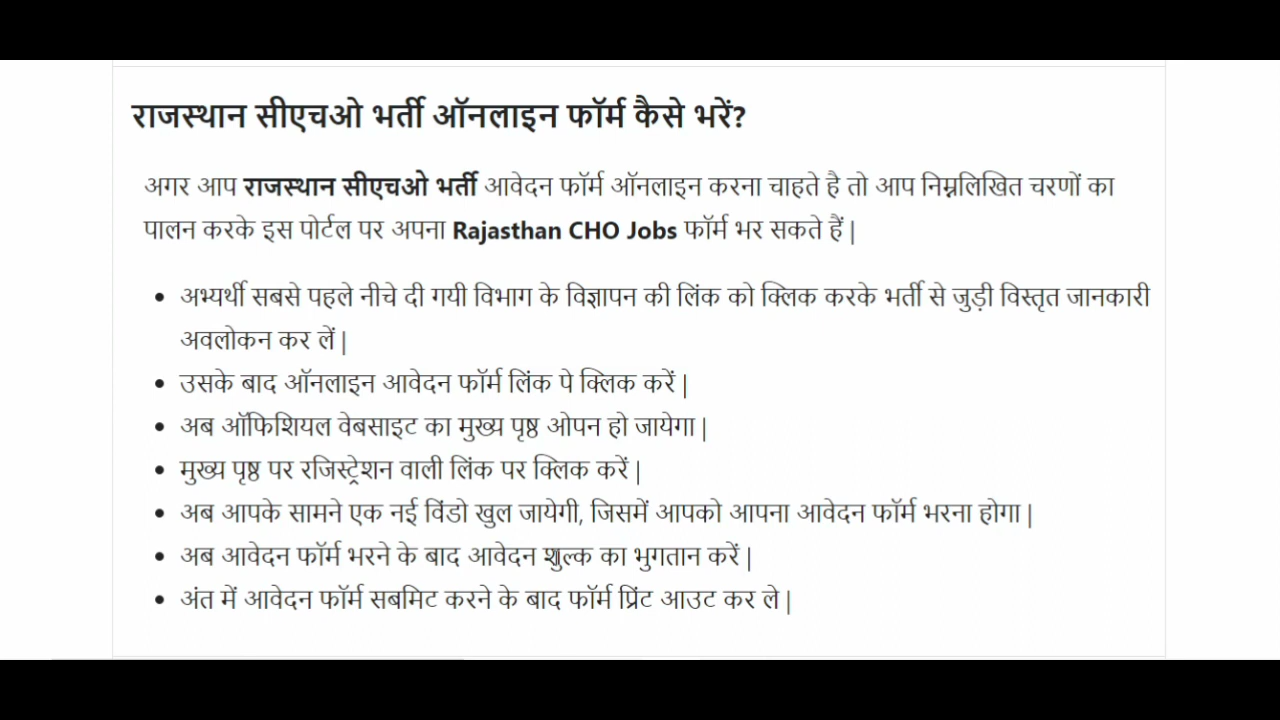 राजस्थान सीएचओ भर्ती ऑनलाइन फॉर्म कैसे भरें?
अगर आप राजस्थान सीएचओ भर्ती आवेदन फॉर्म ऑनलाइन करना चाहते है तो आप निम्नलिखित चरणों का
पालन करके इस पोर्टल पर अपना Rajasthan CHO Jobs फॉर्म भर सकते हैं |
• अभ्यर्थी सबसे पहले नीचे दी गयी विभाग के विज्ञापन की लिंक को क्लिक करके भर्ती से जुड़ी विस्तृत जानकारी
अवलोकन कर लें |
• उसके बाद ऑनलाइन आवेदन फॉर्म लिंक पे क्लिक करें |
• अब ऑफिशियल वेबसाइट का मुख्य पृष्ठ ओपन हो जायेगा |
• मुख्य पृष्ठ पर रजिस्ट्रेशन वाली लिंक पर क्लिक करें |
• अब आपके सामने एक नई विंडो खुल जायेगी, जिसमें आपको आपना आवेदन फॉर्म भरना होगा |
• अब आवेदन फॉर्म भरने के बाद आवेदन शुल्क का भुगतान करें |
• अंत में आवेदन फॉर्म सबमिट करने के बाद फॉर्म प्रिंट आउट कर ले |